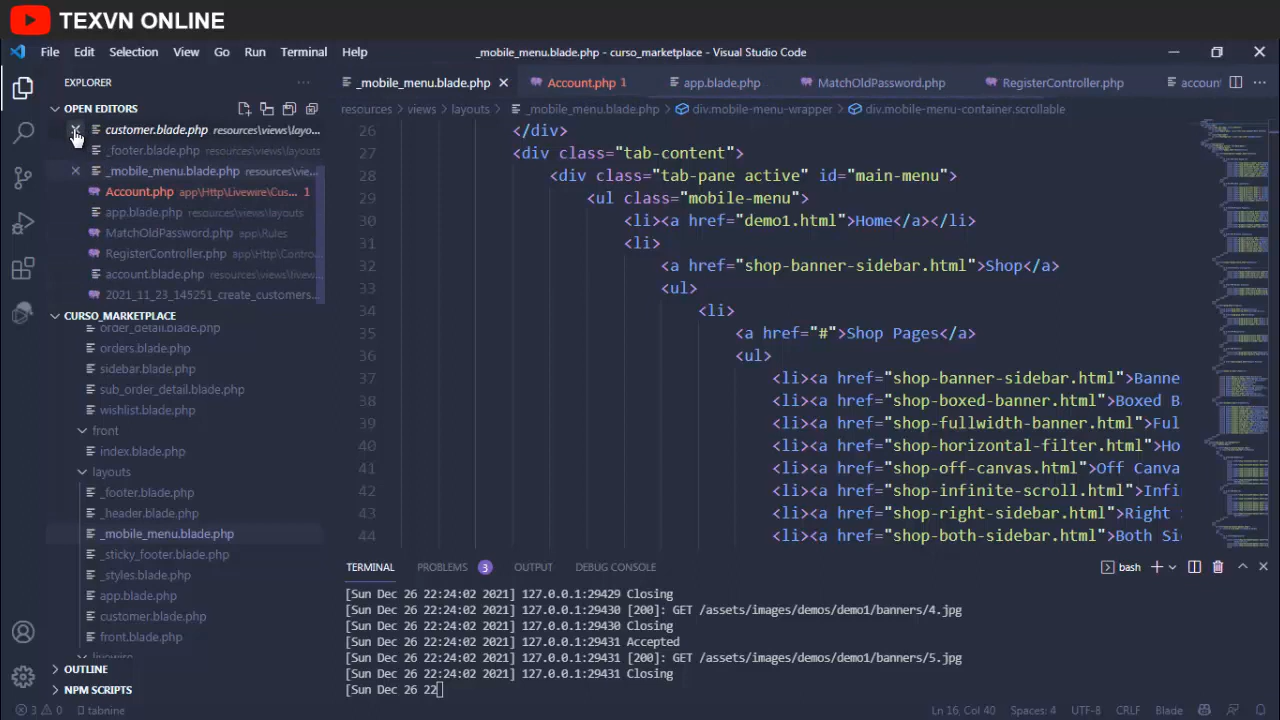 TEXVN ONLINE
File Edit Selection View Go Run Terminal Help
_mobile_menu.blade.php - curso_marketplace - Visual Studio Code
EXPLORER
OPEN EDITORS
customer.blade.php resources\views\layo...
_footer.blade.php resources\views\layouts
_mobile_menu.blade.php resources\vie...
Account.php app\Http\Livewire\Cus... 1
app.blade.php resources\views\layouts
MatchOldPassword.php app\Rules
RegisterController.php app\Http\Contro...
account.blade.php resources\views\livew...
2021_11_23_145251_create_customers...
CURSO_MARKETPLACE
order_detail.blade.php
orders.blade.php
sidebar.blade.php
sub_order_detail.blade.php
wishlist.blade.php
front
index.blade.php
layouts
_footer.blade.php
_header.blade.php
_mobile_menu.blade.php
_sticky_footer.blade.php
_styles.blade.php
app.blade.php
customer.blade.php
front.blade.php
livewire
OUTLINE
NPM SCRIPTS
_mobile_menu.blade.php Account.php 1 app.blade.php MatchOldPassword.php RegisterController.php account
resources > views > layouts > _mobile_menu.blade.php > div.mobile-menu-wrapper > div.mobile-menu-container.scrollable
26 </div>
27 <div class="tab-content">
28 <div class="tab-pane active" id="main-menu">
29 <ul class="mobile-menu">
30 <li><a href="demo1.html">Home</a></li>
31 <li>
32 <a href="shop-banner-sidebar.html">Shop</a>
33 <ul>
34 <li>
35 <a href="#">Shop Pages</a>
36 <ul>
37 <li><a href="shop-banner-sidebar.html">Banne
38 <li><a href="shop-boxed-banner.html">Boxed B
39 <li><a href="shop-fullwidth-banner.html">Ful
40 <li><a href="shop-horizontal-filter.html">Ho
41 <li><a href="shop-off-canvas.html">Off Canva
42 <li><a href="shop-infinite-scroll.html">Infi
43 <li><a href="shop-right-sidebar.html">Right
44 <li><a href="shop-both-sidebar.html">Both Si
TERMINAL PROBLEMS 3 OUTPUT DEBUG CONSOLE
bash
[Sun Dec 26 22:24:02 2021] 127.0.0.1:29429 Closing
[Sun Dec 26 22:24:02 2021] 127.0.0.1:29430 [200]: GET /assets/images/demos/demo1/banners/4.jpg
[Sun Dec 26 22:24:02 2021] 127.0.0.1:29430 Closing
[Sun Dec 26 22:24:02 2021] 127.0.0.1:29431 Accepted
[Sun Dec 26 22:24:02 2021] 127.0.0.1:29431 [200]: GET /assets/images/demos/demo1/banners/5.jpg
[Sun Dec 26 22:24:02 2021] 127.0.0.1:29431 Closing
[Sun Dec 26 22
3 0 tabnine
Ln 16, Col 40 Spaces: 4 UTF-8 CRLF Blade